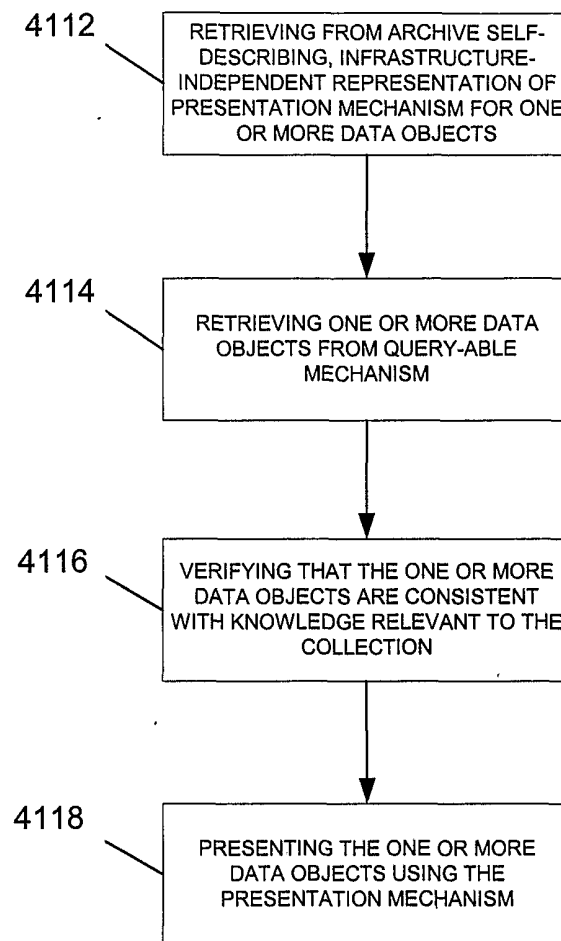 4112
RETRIEVING FROM ARCHIVE SELF-
DESCRIBING, INFRASTRUCTURE-
INDEPENDENT REPRESENTATION OF
PRESENTATION MECHANISM FOR ONE
OR MORE DATA OBJECTS
4114
RETRIEVING ONE OR MORE DATA
OBJECTS FROM QUERY-ABLE
MECHANISM
4116
VERIFYING THAT THE ONE OR MORE
DATA OBJECTS ARE CONSISTENT
WITH KNOWLEDGE RELEVANT TO THE
COLLECTION
4118
PRESENTING THE ONE OR MORE
DATA OBJECTS USING THE
PRESENTATION MECHANISM